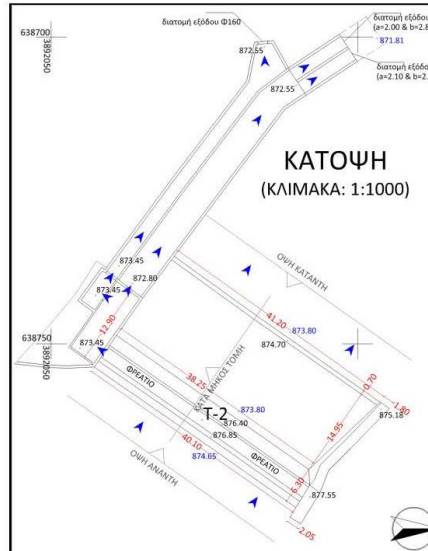 διατομή εξόδου Φ160
διατομή εξόδο
(a=2.00 & b=2.8
871.81
διατομή εξόδο
(a=2.10 & b=2.
638700
3892050
872.55
872.55
ΚΑΤΟΨΗ
(ΚΛΙΜΑΚΑ: 1:1000)
ΟΨΗ ΚΑΤΑΝΤΗ
873.45
872.80
873.45
41.20
873.80
874.70
12.90
638750
3892050
873.45
38.25
ΚΑΤΑ ΜΗΚΟΣ ΤΟΜΗ
0.70
1.80
875.18
ΦΡΕΑΤΙΟ
T-2
873.80
876.40
876.85
14.95
40.10
874.65
ΦΡΕΑΤΙΟ
6.30
877.55
ΟΨΗ ΑΝΑΝΤΗ
2.05